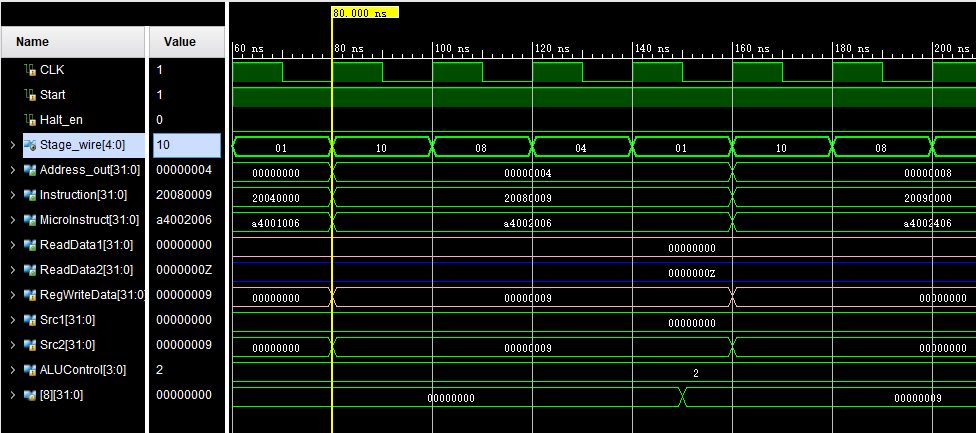 80.000 ns
Name Value
60 ns 80 ns 100 ns 120 ns 140 ns 160 ns 180 ns 200 ns
CLK 1
Start 1
Halt_en 0
Stage_wire[4:0] 10 01 10 08 04 01 10 08
Address_out[31:0] 00000004 00000000 00000004 00000008
Instruction[31:0] 20080009 20040000 20080009 20090000
MicroInstruct[31:0] a4002006 a4001006 a4002006 a4002406
ReadData1[31:0] 00000000 00000000
ReadData2[31:0] 0000000Z 0000000Z
RegWriteData[31:0] 00000009 00000000 00000009 00000000
Src1[31:0] 00000000 00000000
Src2[31:0] 00000009 00000000 00000009 00000000
ALUControl[3:0] 2 2
[8][31:0] 00000000 00000000 00000009